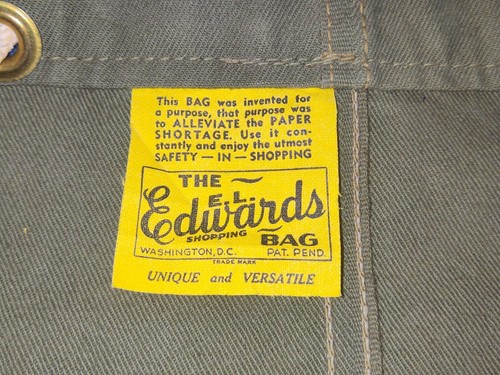 This BAG was invented for
a purpose, that purpose was
to ALLEVIATE the PAPER
SHORTAGE. Use it con-
stantly and enjoy the utmost
SAFETY — IN — SHOPPING
THE
E.L.
Edwards
SHOPPING BAG
WASHINGTON, D.C. PAT. PEND.
TRADE MARK
UNIQUE and VERSATILE